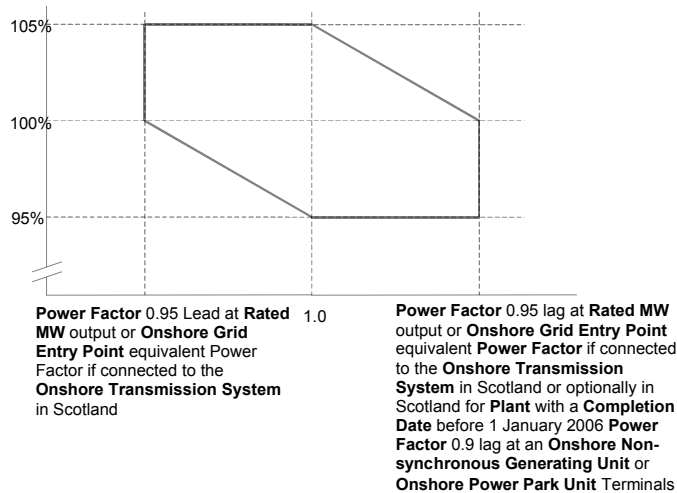 105%
100%
95%
Power Factor 0.95 Lead at Rated
MW output or Onshore Grid
Entry Point equivalent Power
Factor if connected to the
Onshore Transmission System
in Scotland
1.0
Power Factor 0.95 lag at Rated MW
output or Onshore Grid Entry Point
equivalent Power Factor if connected
to the Onshore Transmission
System in Scotland or optionally in
Scotland for Plant with a Completion
Date before 1 January 2006 Power
Factor 0.9 lag at an Onshore Non-
synchronous Generating Unit or
Onshore Power Park Unit Terminals